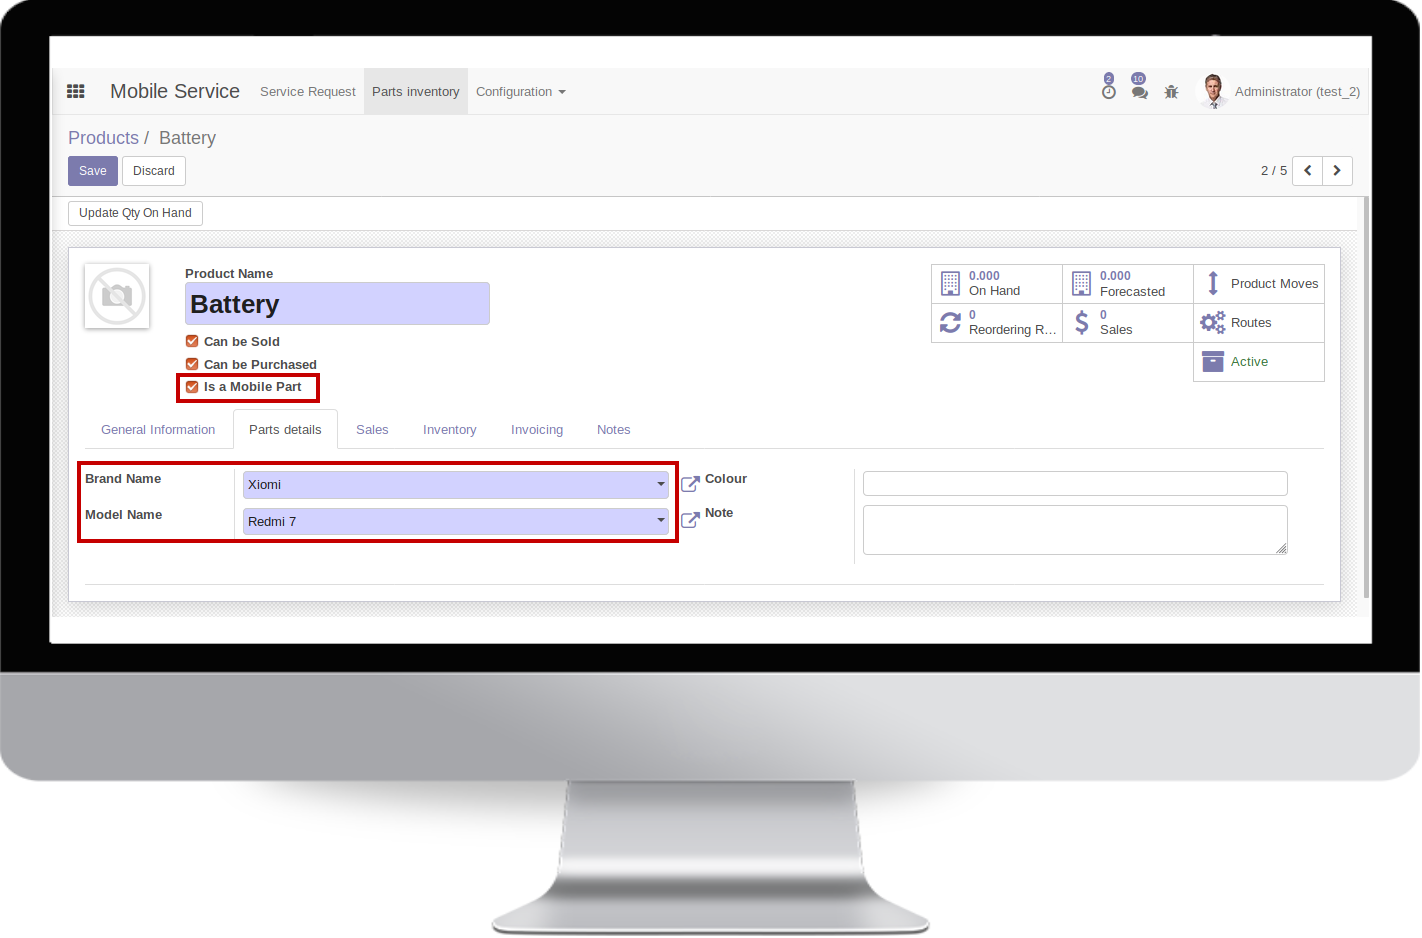 Mobile Service Service Request Parts inventory Configuration 2 10 Administrator (test_2)
Products / Battery
Save Discard 2 / 5
Update Qty On Hand
Product Name
Battery
Can be Sold
Can be Purchased
Is a Mobile Part
0.000 On Hand
0.000 Forecasted
Product Moves
0 Reordering R...
0 Sales
Routes
Active
General Information Parts details Sales Inventory Invoicing Notes
Brand Name Xiomi
Model Name Redmi 7
Colour
Note